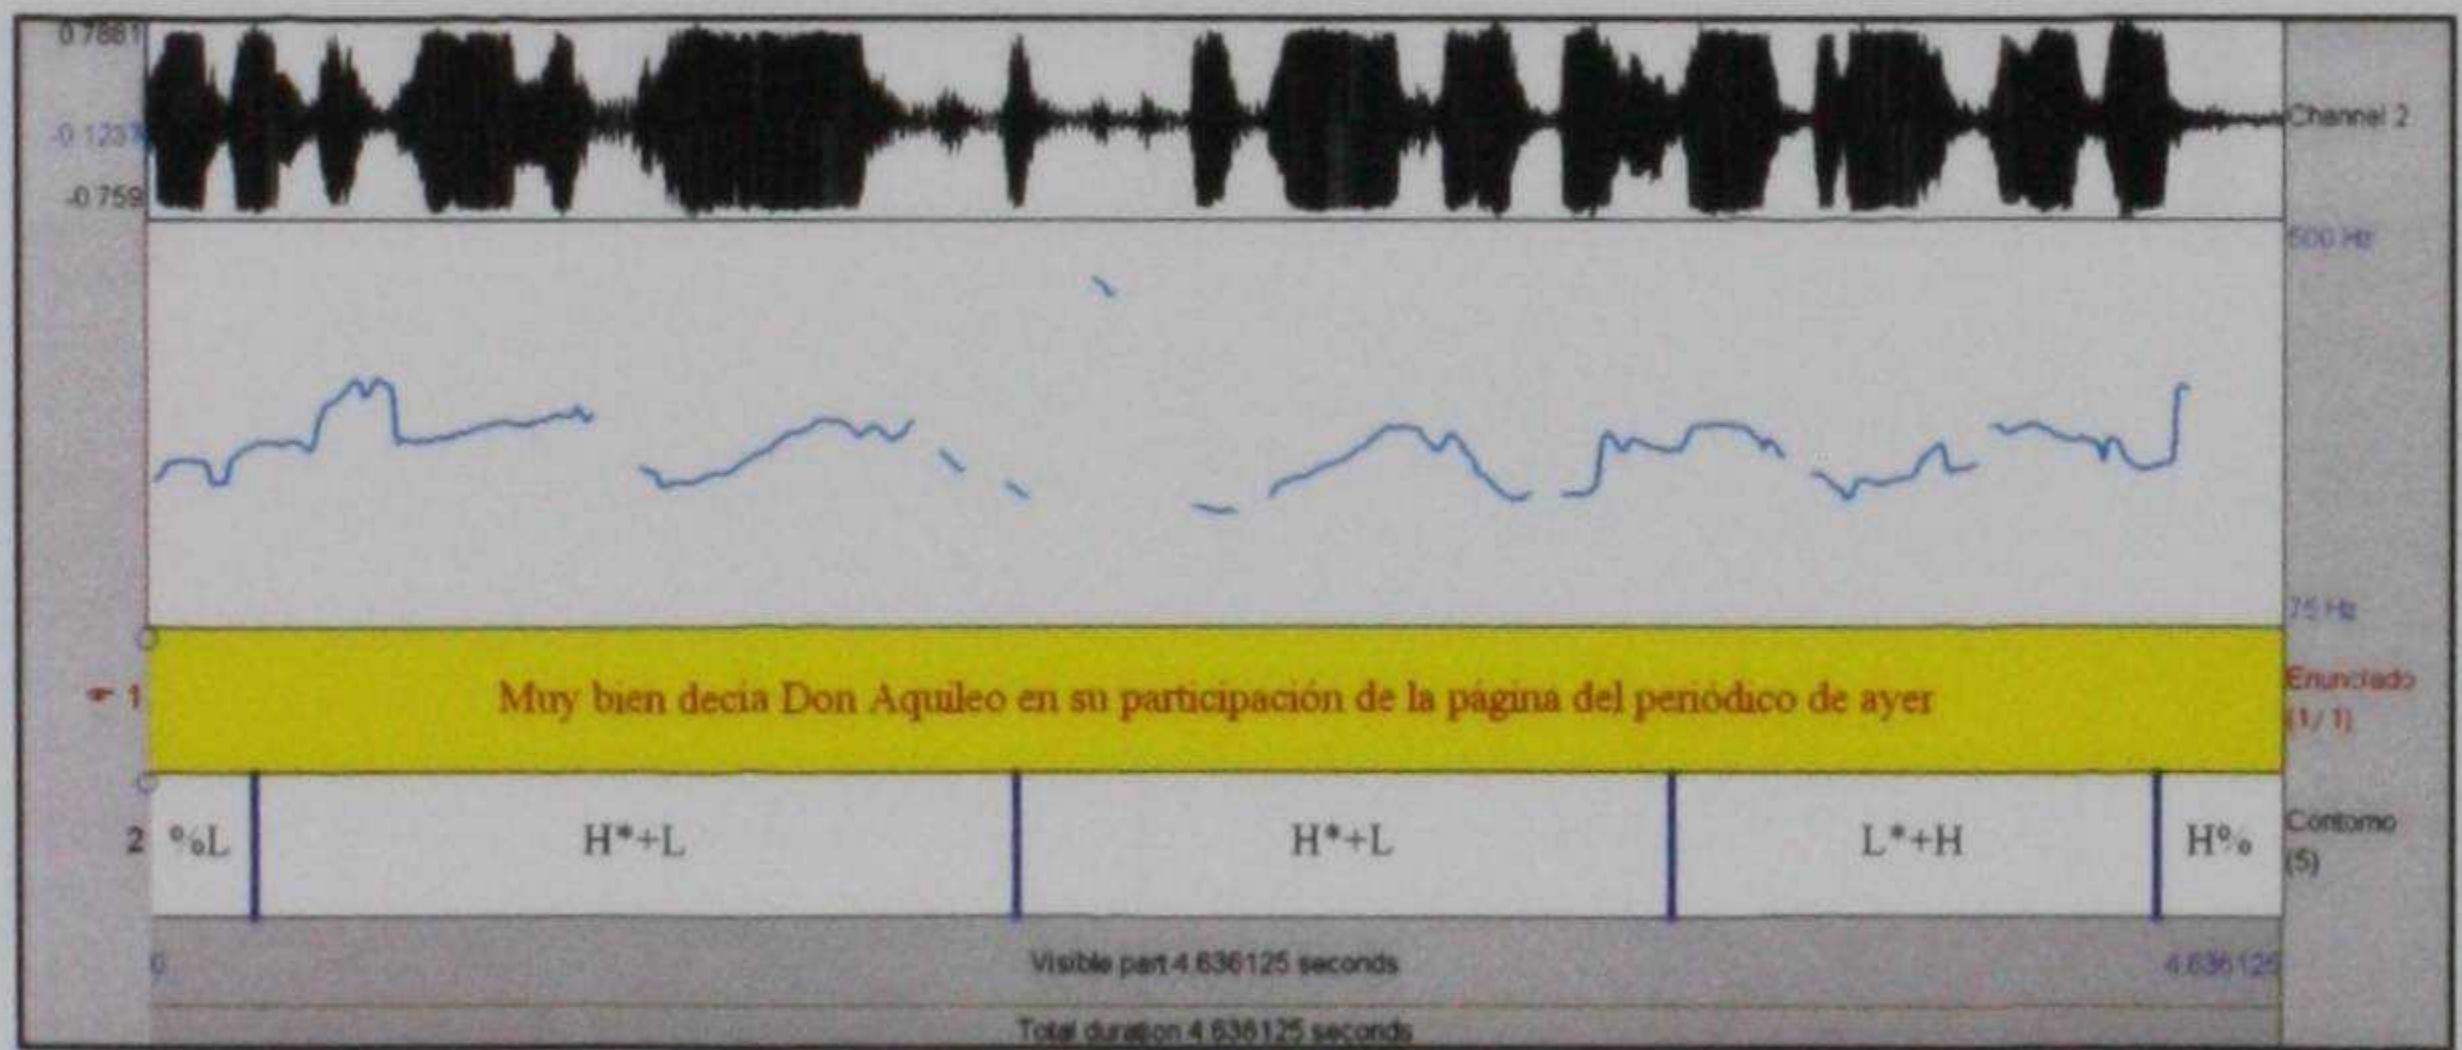 0.7881
-0.1237
-0.759
Channel 2
500 Hz
75 Hz
1
Muy bien decía Don Aquileo en su participación de la página del periódico de ayer
Enunciado
(1/1)
2
%L
H*+L
H*+L
L*+H
H%
Contorno
(5)
0
Visible part 4.636125 seconds
4.636125
Total duration 4.636125 seconds